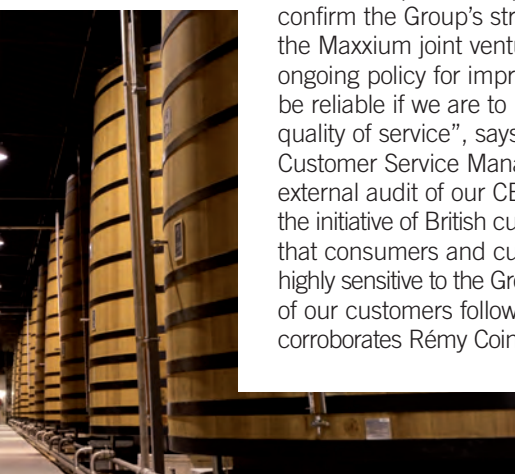 confirm the Group's str
the Maxxium joint ventu
ongoing policy for impr
be reliable if we are to
quality of service”, says
Customer Service Mana
external audit of our CE
the initiative of British cu
that consumers and cu
highly sensitive to the Gro
of our customers follow
corroborates Rémy Coin